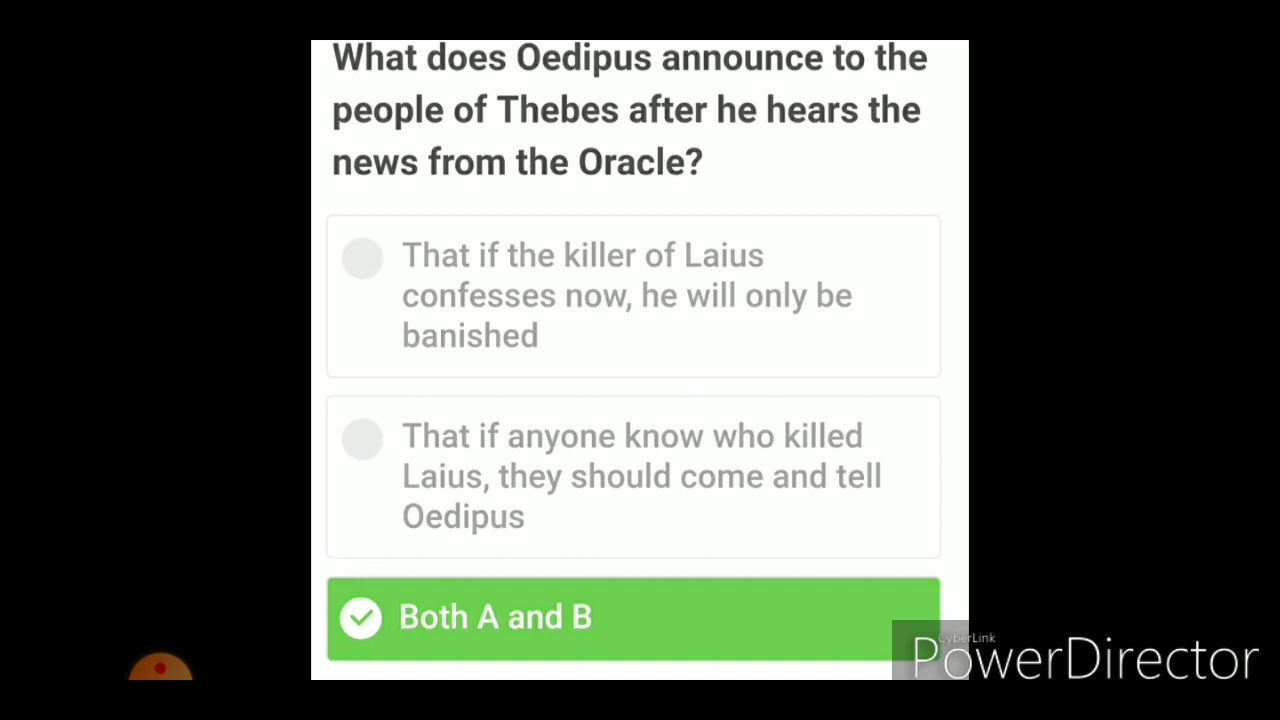 What does Oedipus announce to the
people of Thebes after he hears the
news from the Oracle?
That if the killer of Laius
confesses now, he will only be
banished
That if anyone know who killed
Laius, they should come and tell
Oedipus
Both A and B
CyberLink
PowerDirector